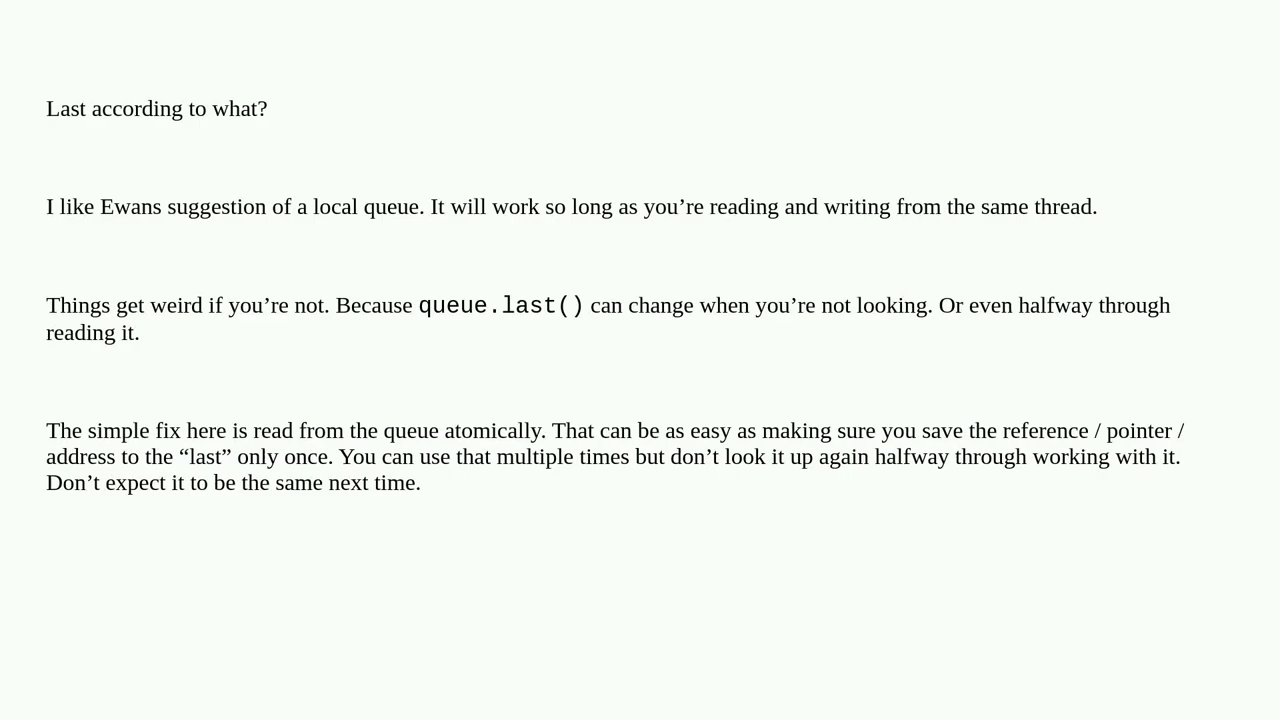 Last according to what?
I like Ewans suggestion of a local queue. It will work so long as you’re reading and writing from the same thread.
Things get weird if you’re not. Because queue.last() can change when you’re not looking. Or even halfway through
reading it.
The simple fix here is read from the queue atomically. That can be as easy as making sure you save the reference / pointer /
address to the “last” only once. You can use that multiple times but don’t look it up again halfway through working with it.
Don’t expect it to be the same next time.